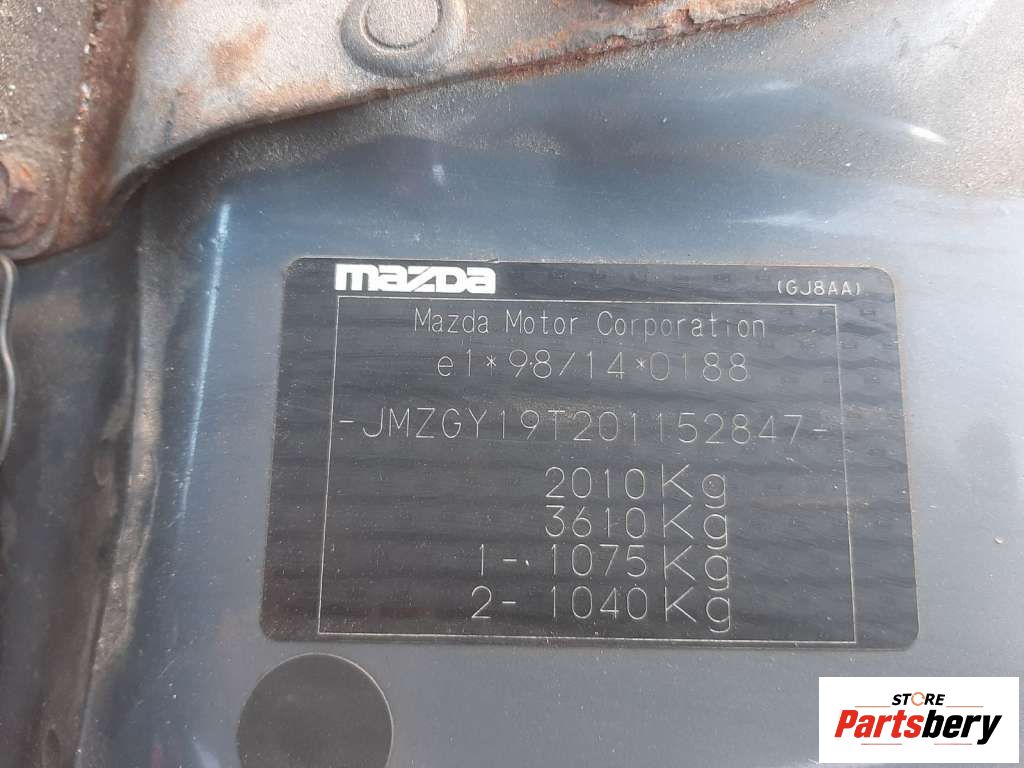 mazda (GJ8AA)
Mazda Motor Corporation
e1*98/14*0188
-JMZGY19T201152847-
2010Kg
3610Kg
1- 1075Kg
2- 1040Kg
STORE
Partsbery